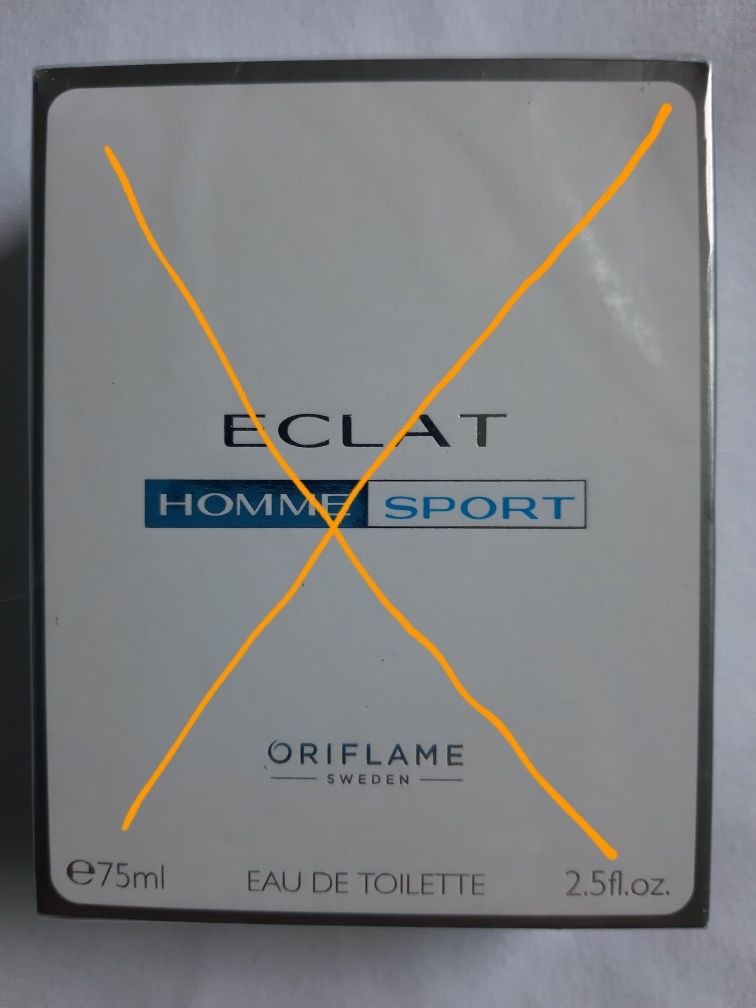 ECLAT
HOMME SPORT
ORIFLAME
SWEDEN
℮75ml EAU DE TOILETTE 2.5fl.oz.